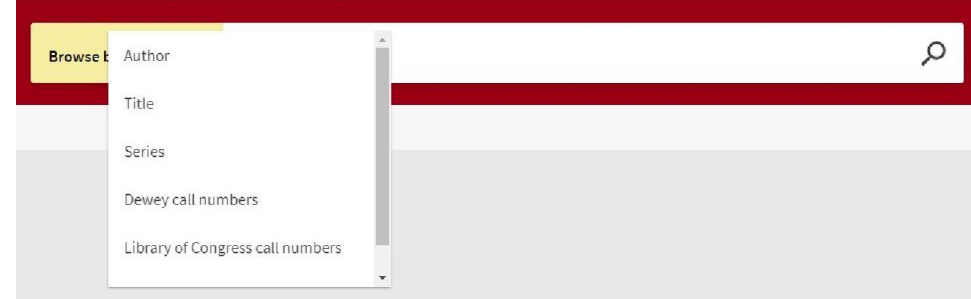 Browse b
Author
Title
Series
Dewey call numbers
Library of Congress call numbers